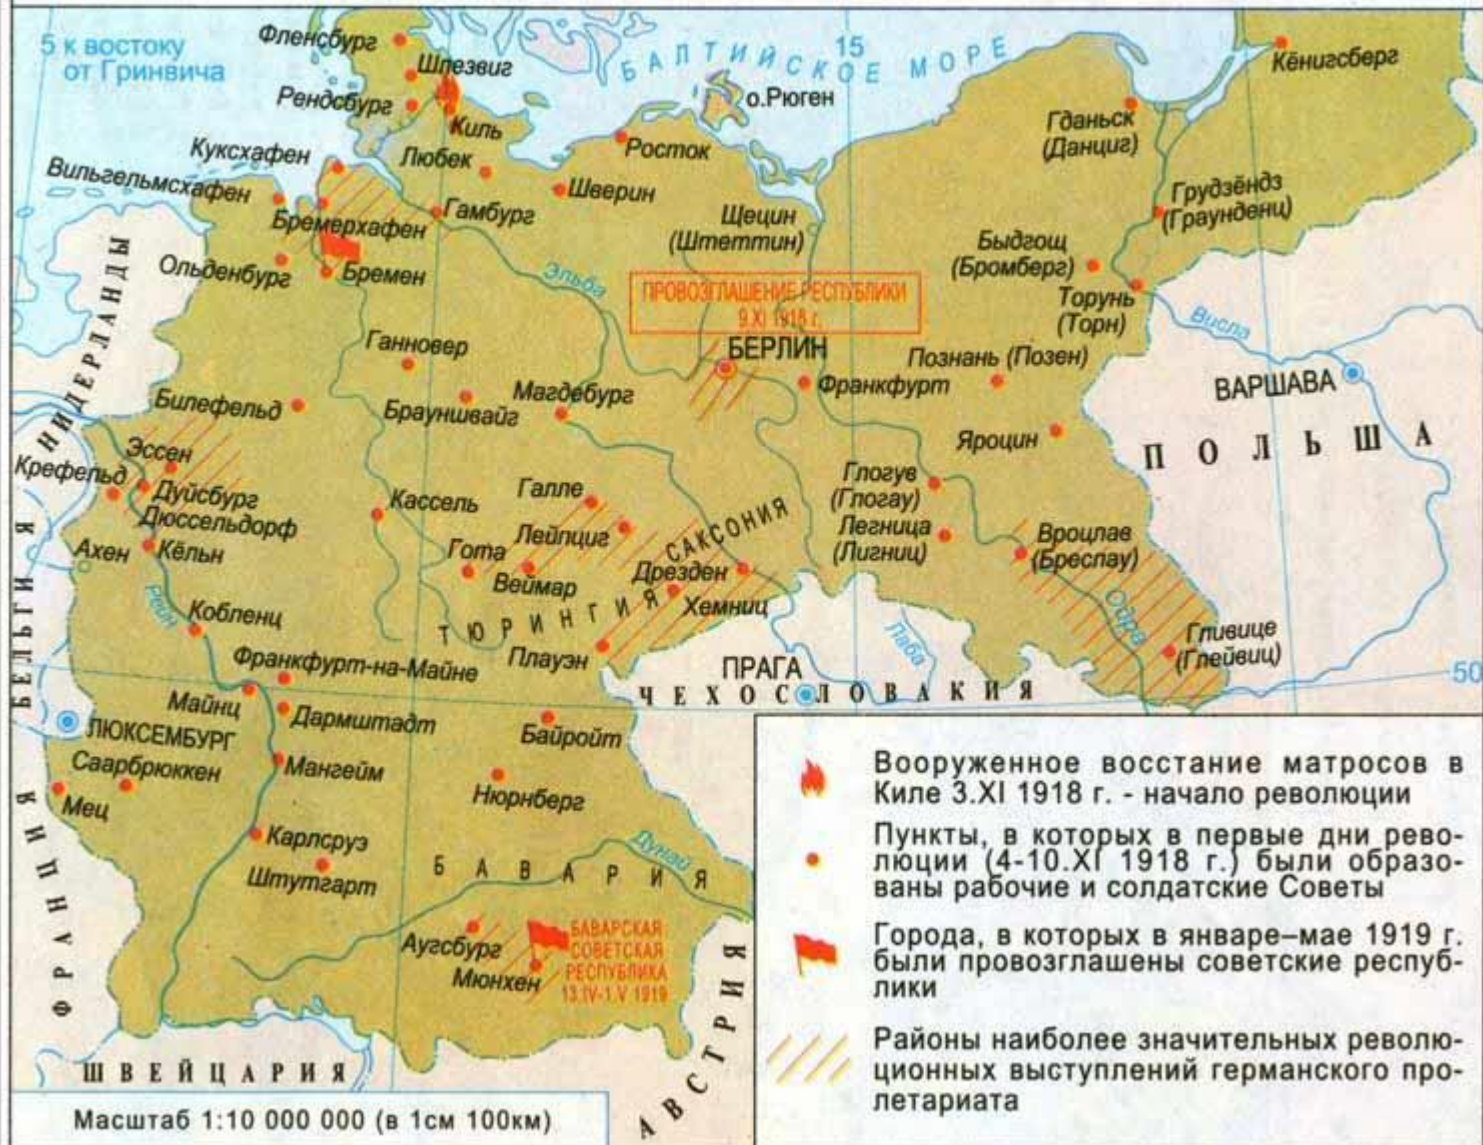 5 к востоку
от Гринвича
Фленсбург
Шлезвиг
Рендсбург
Киль
БАЛТИЙСКОЕ МОРЕ
15
о.Рюген
Кёнигсберг
Гданьск
(Данциг)
Куксхафен
Любек
Росток
Вильгельмсхафен
Шверин
Грудзёндз
(Граунденц)
Бремерхафен
Гамбург
Щецин
(Штеттин)
Быдгощ
(Бромберг)
Ольденбург
Бремен
Эльба
Торунь
(Торн)
Висла
НИДЕРЛАНДЫ
ПРОВОЗГЛАШЕНИЕ РЕСПУБЛИКИ
9.XI 1918 г.
БЕРЛИН
Ганновер
Франкфурт
Познань (Позен)
ВАРШАВА
Билефельд
Брауншвайг
Магдебург
Яроцин
ПОЛЬША
Эссен
Крефельд
Дуйсбург
Дюссельдорф
Кассель
Галле
Глогув
(Глогау)
Лейпциг
САКСОНИЯ
Легница
(Лигниц)
Вроцлав
(Бреслау)
Ахен
Кёльн
Гота
Веймар
Дрезден
Хемниц
БЕЛЬГИЯ
Рейн
Кобленц
ТЮРИНГИЯ
Плауэн
Лаба
Одра
Гливице
(Глейвиц)
Франкфурт-на-Майне
ПРАГА
50
Майнц
ЧЕХОСЛОВАКИЯ
ЛЮКСЕМБУРГ
Дармштадт
Байройт
Саарбрюккен
Мангейм
Мец
Нюрнберг
ФРАНЦИЯ
Карлсруэ
Штутгарт
БАВАРИЯ
Дунай
Аугсбург
Мюнхен
БАВАРСКАЯ
СОВЕТСКАЯ
РЕСПУБЛИКА
13.IV-1.V 1919
ШВЕЙЦАРИЯ
АВСТРИЯ
Масштаб 1:10 000 000 (в 1см 100км)
Вооруженное восстание матросов в
Киле 3.XI 1918 г. - начало революции
Пункты, в которых в первые дни рево-
люции (4-10.XI 1918 г.) были образо-
ваны рабочие и солдатские Советы
Города, в которых в январе–мае 1919 г.
были провозглашены советские респуб-
лики
Районы наиболее значительных револю-
ционных выступлений германского про-
летариата